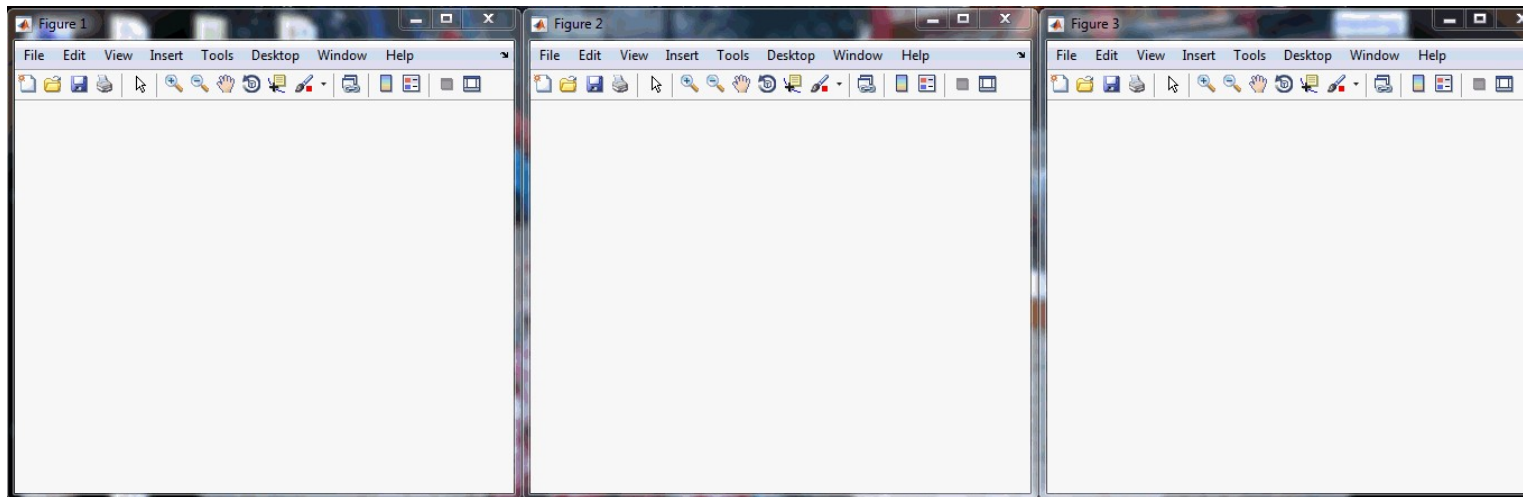 Figure 1
File Edit View Insert Tools Desktop Window Help
Figure 2
File Edit View Insert Tools Desktop Window Help
Figure 3
File Edit View Insert Tools Desktop Window Help